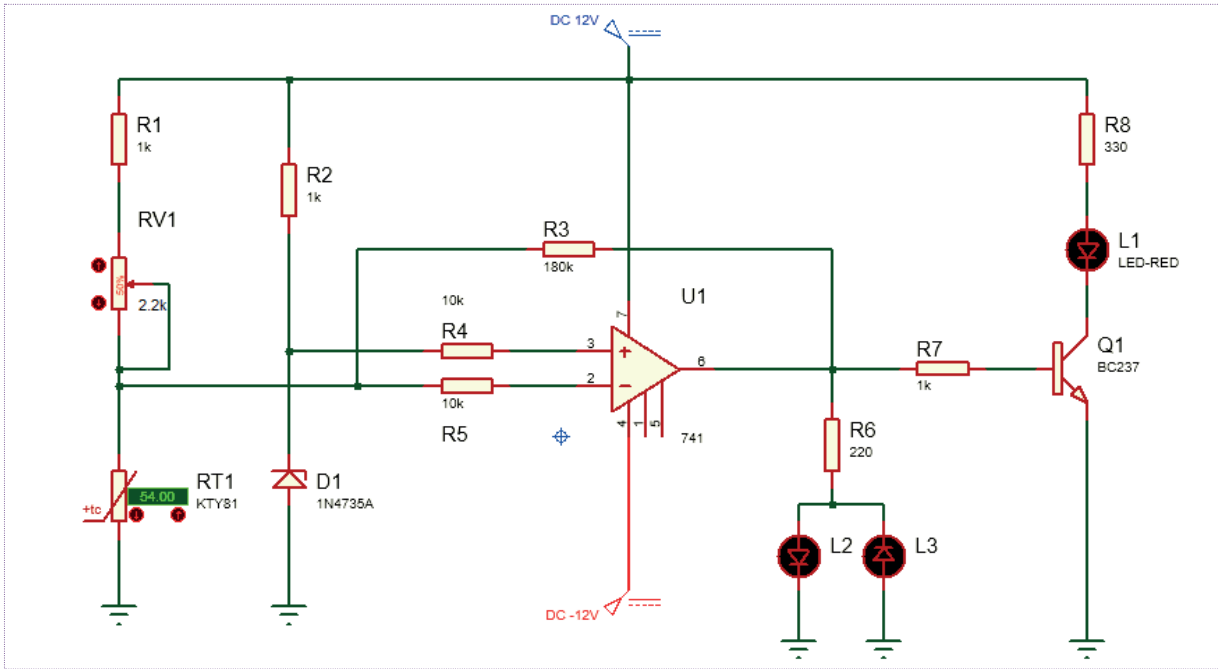 DC 12V
R1
1k
R8
330
R2
1k
RV1
50%
2.2k
R3
180k
L1
LED-RED
10k
R4
U1
7
3
2
6
4
1
5
741
10k
R5
R7
1k
Q1
BC237
R6
220
RT1
KTY81
54.00
+tc
D1
1N4735A
L2
L3
DC -12V